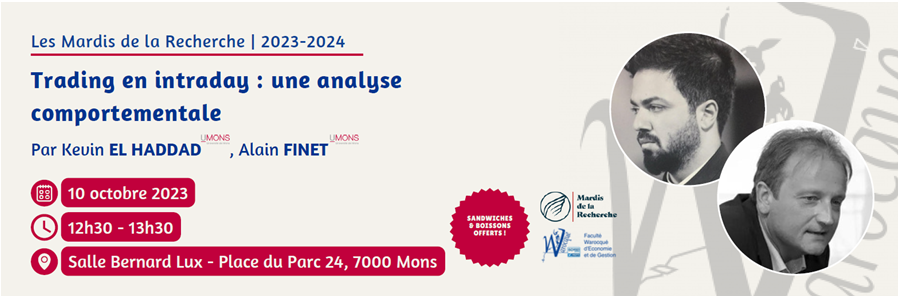 Les Mardis de la Recherche | 2023-2024
Trading en intraday : une analyse
comportementale
Par Kevin EL HADDAD UMONS, Alain FINET UMONS
10 octobre 2023
12h30 - 13h30
Salle Bernard Lux - Place du Parc 24, 7000 Mons
SANDWICHES
& BOISSONS
OFFERTS !
Mardis
de la
Recherche
Faculté
Warocqué
d'Économie
et de Gestion
Warocqué